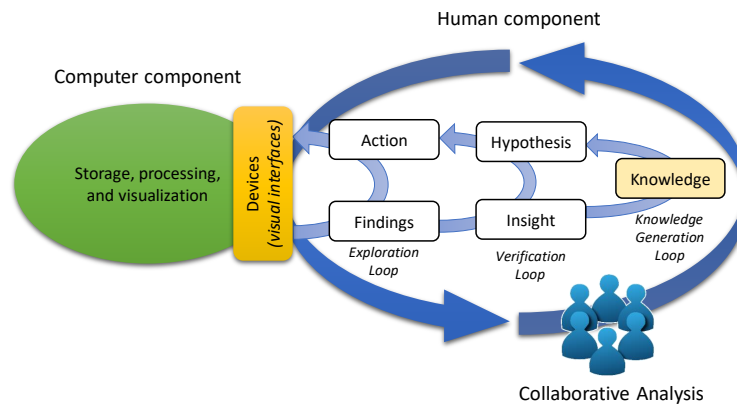 Human component
Computer component
Storage, processing,
and visualization
Devices
(visual interfaces)
Action
Hypothesis
Knowledge
Findings
Insight
Exploration
Loop
Verification
Loop
Knowledge
Generation
Loop
Collaborative Analysis